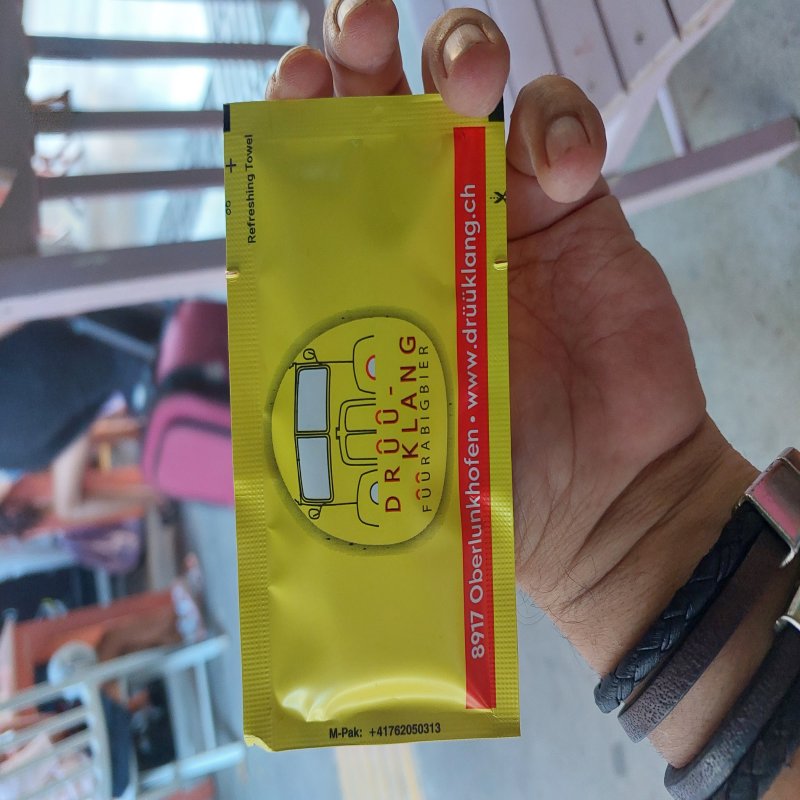 Refreshing Towel
DRÜÜ-
KLANG
FÜÜRABIGBIER
8917 Oberlunkhofen • www.drüüklang.ch
M-Pak: +41762050313